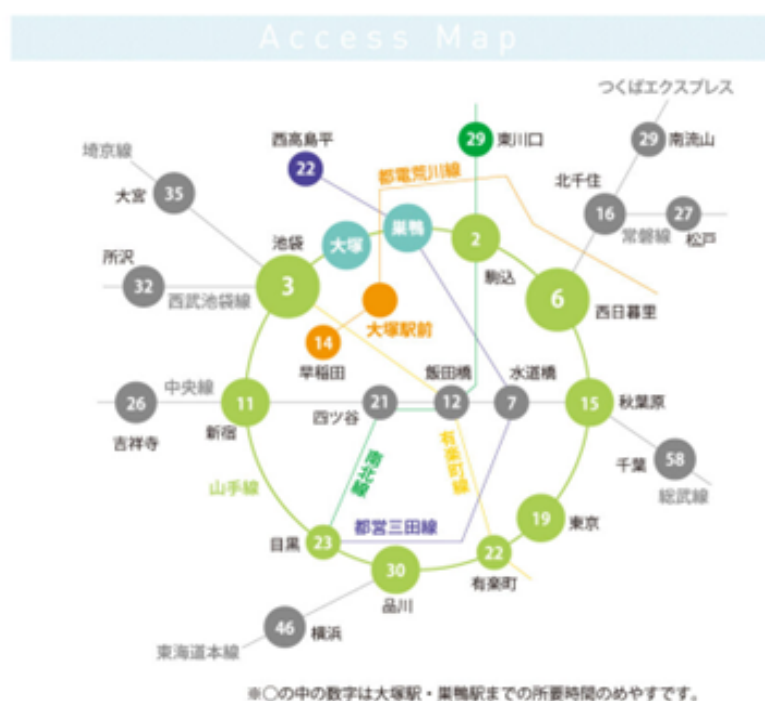 Access Map
つくばエクスプレス
西高島平
22
29
東川口
29
南流山
埼京線
都電荒川線
北千住
大宮
35
16
27
常磐線
松戸
池袋
大塚
巣鴨
2
駒込
所沢
32
西武池袋線
3
6
西日暮里
大塚駅前
14
早稲田
飯田橋
水道橋
中央線
26
吉祥寺
11
新宿
四ツ谷
21
12
7
15
秋葉原
千葉
58
総武線
有楽町線
南北線
山手線
都営三田線
19
東京
目黒
23
22
有楽町
30
品川
46
横浜
東海道本線
※○の中の数字は大塚駅・巣鴨駅までの所要時間のめやすです。